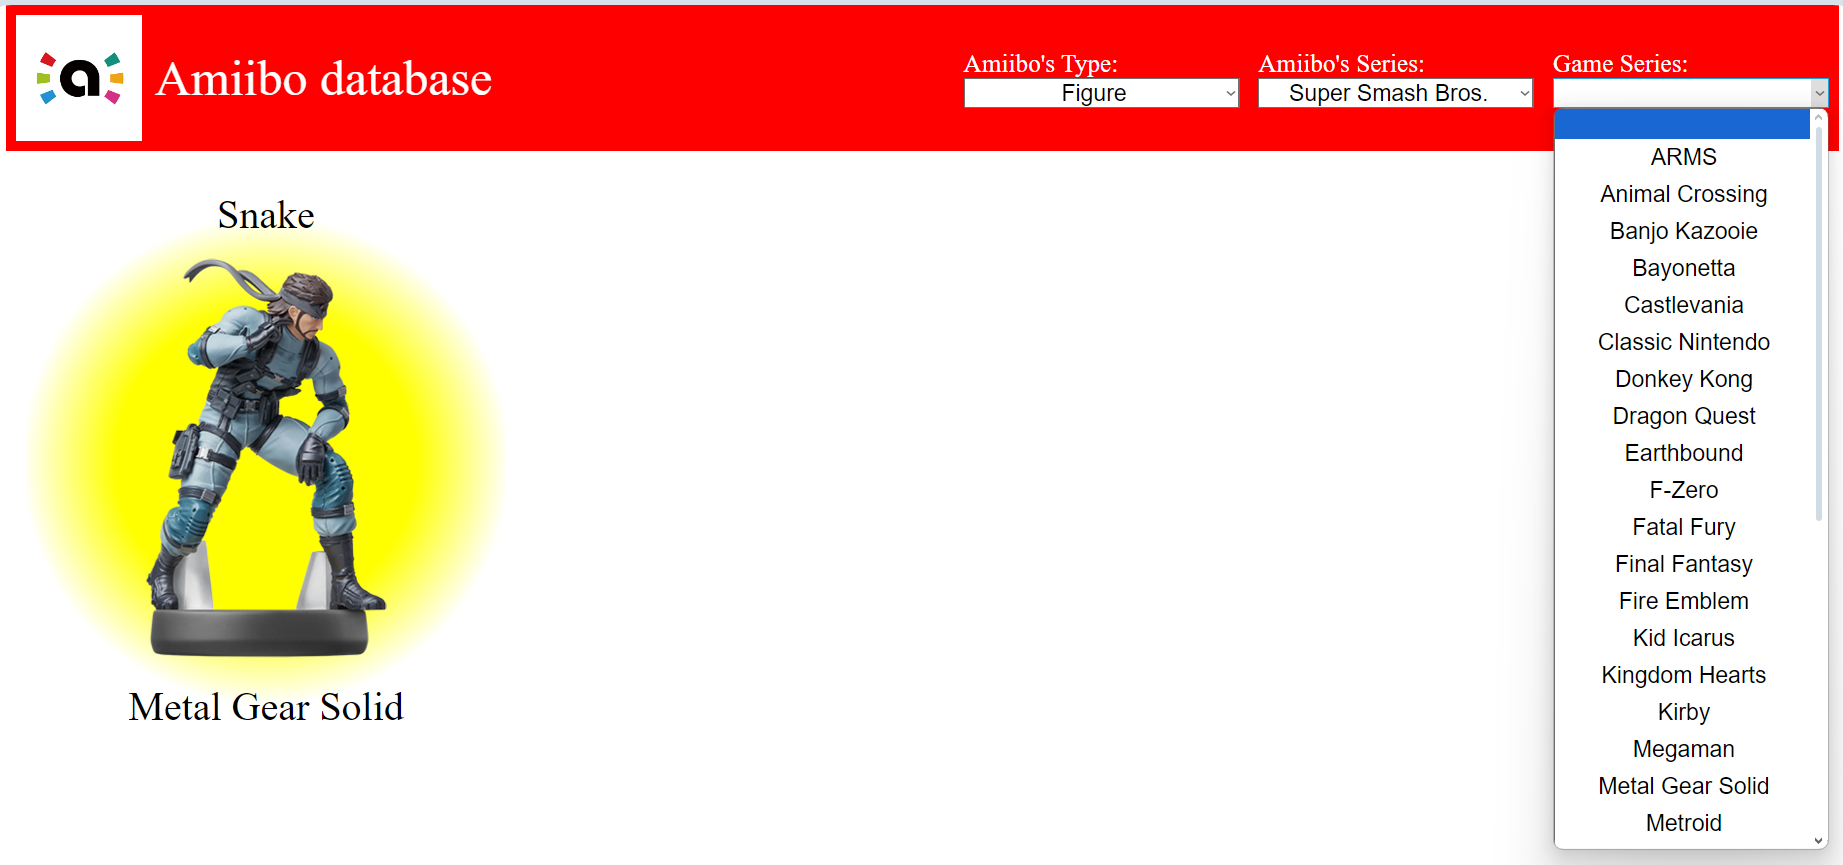 a
Amiibo database
Amiibo's Type:
Figure
Amiibo's Series:
Super Smash Bros.
Game Series:
ARMS
Animal Crossing
Banjo Kazooie
Bayonetta
Castlevania
Classic Nintendo
Donkey Kong
Dragon Quest
Earthbound
F-Zero
Fatal Fury
Final Fantasy
Fire Emblem
Kid Icarus
Kingdom Hearts
Kirby
Megaman
Metal Gear Solid
Metroid
Snake
Metal Gear Solid